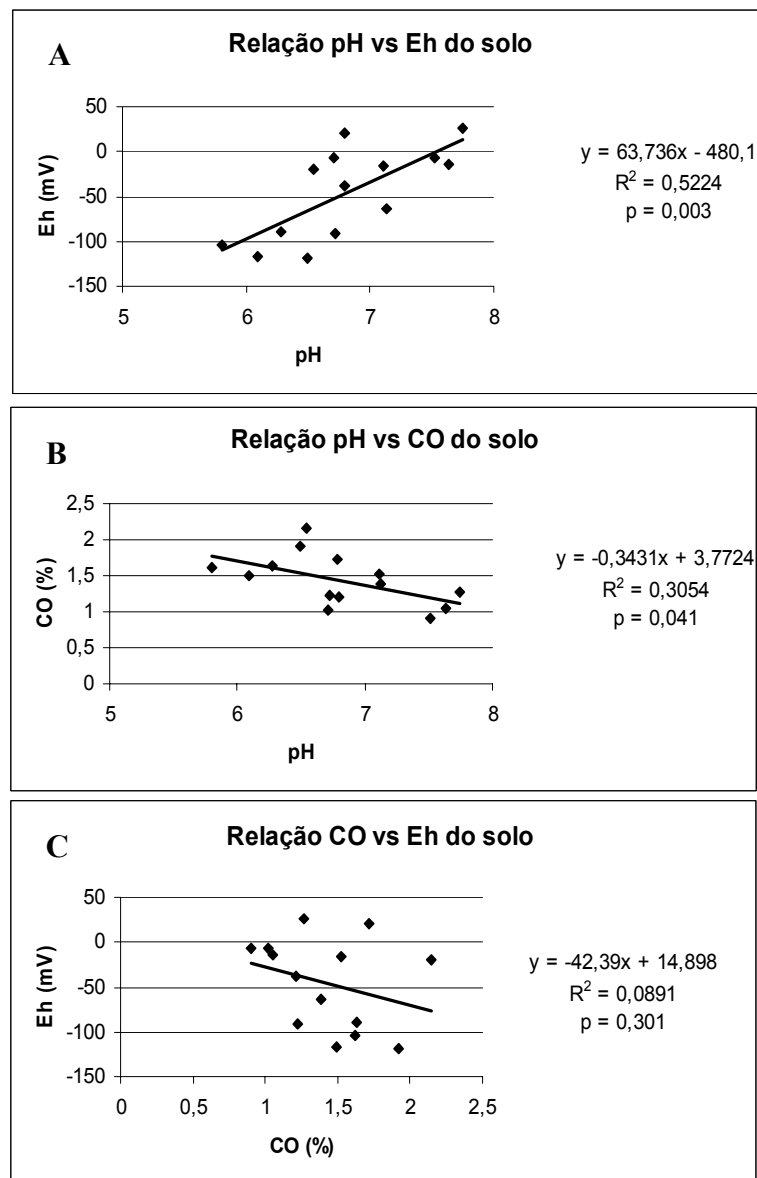 A
Relação pH vs Eh do solo
50
0
-50
-100
-150
Eh (mV)
5 6 7 8
pH
y = 63,736x - 480,1
R² = 0,5224
p = 0,003
B
Relação pH vs CO do solo
2,5
2
1,5
1
0,5
0
CO (%)
5 6 7 8
pH
y = -0,3431x + 3,7724
R² = 0,3054
p = 0,041
C
Relação CO vs Eh do solo
50
0
-50
-100
-150
Eh (mV)
0 0,5 1 1,5 2 2,5
CO (%)
y = -42,39x + 14,898
R² = 0,0891
p = 0,301